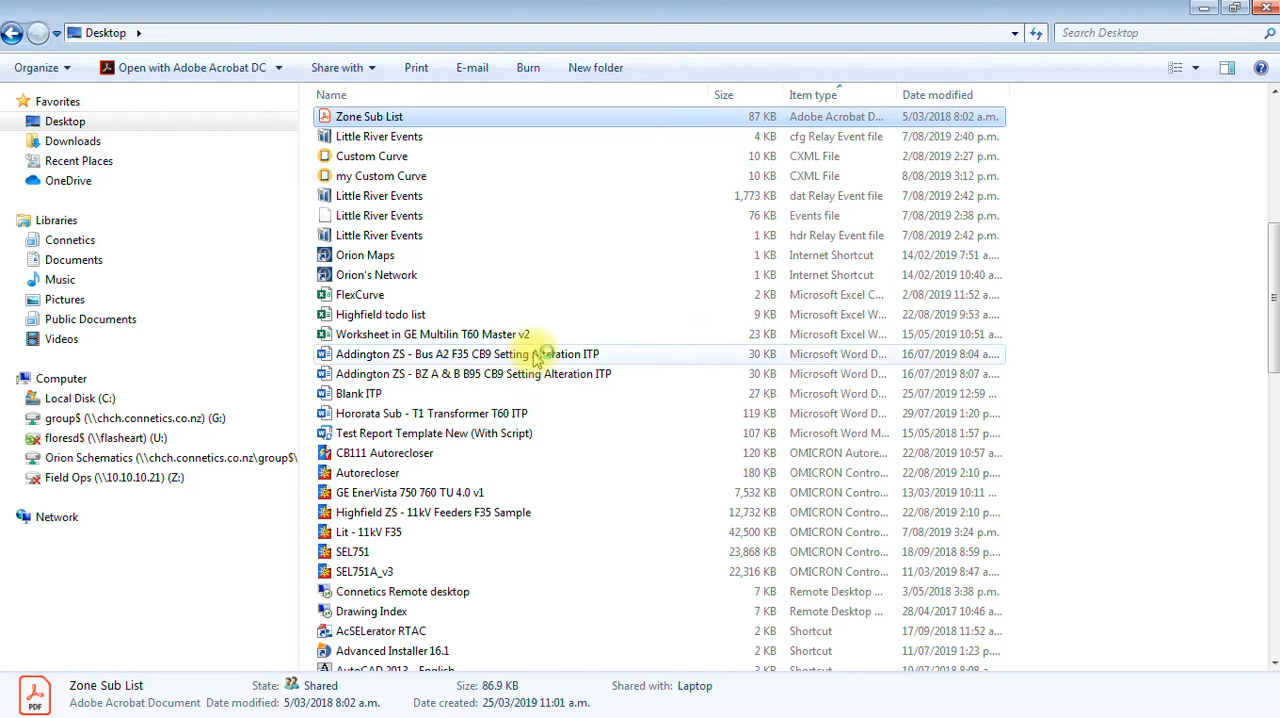 Desktop
Search Desktop
Organize Open with Adobe Acrobat DC Share with Print E-mail Burn New folder
Name Size Item type Date modified
Favorites
Desktop
Downloads
Recent Places
OneDrive
Libraries
Connetics
Documents
Music
Pictures
Public Documents
Videos
Computer
Local Disk (C:)
group$ (\\chch.connetics.co.nz) (G:)
floresd$ (\\flasheart) (U:)
Orion Schematics (\\chch.connetics.co.nz\group$\
Field Ops (\\10.10.10.21) (Z:)
Network
Zone Sub List 87 KB Adobe Acrobat D... 5/03/2018 8:02 a.m.
Little River Events 4 KB cfg Relay Event file 7/08/2019 2:40 p.m.
Custom Curve 10 KB CXML File 2/08/2019 2:27 p.m.
my Custom Curve 10 KB CXML File 8/08/2019 3:12 p.m.
Little River Events 1,773 KB dat Relay Event file 7/08/2019 2:42 p.m.
Little River Events 76 KB Events file 7/08/2019 2:38 p.m.
Little River Events 1 KB hdr Relay Event file 7/08/2019 2:42 p.m.
Orion Maps 1 KB Internet Shortcut 14/02/2019 7:51 a....
Orion's Network 1 KB Internet Shortcut 14/02/2019 10:40 a...
FlexCurve 2 KB Microsoft Excel C... 2/08/2019 11:52 a...
Highfield todo list 9 KB Microsoft Excel W... 22/08/2019 9:53 a....
Worksheet in GE Multilin T60 Master v2 23 KB Microsoft Excel W... 15/05/2019 10:51 a...
Addington ZS - Bus A2 F35 CB9 Setting Alteration ITP 30 KB Microsoft Word D... 16/07/2019 8:04 a....
Addington ZS - BZ A & B B95 CB9 Setting Alteration ITP 30 KB Microsoft Word D... 16/07/2019 8:07 a....
Blank ITP 27 KB Microsoft Word D... 25/07/2019 12:59 ...
Hororata Sub - T1 Transformer T60 ITP 119 KB Microsoft Word D... 29/07/2019 1:20 p....
Test Report Template New (With Script) 107 KB Microsoft Word M... 15/05/2018 1:57 p....
CB111 Autorecloser 120 KB OMICRON Autore... 22/08/2019 10:57 a...
Autorecloser 180 KB OMICRON Contro... 22/08/2019 2:10 p....
GE EnerVista 750 760 TU 4.0 v1 7,532 KB OMICRON Contro... 13/03/2019 10:11 ...
Highfield ZS - 11kV Feeders F35 Sample 12,732 KB OMICRON Contro... 22/08/2019 2:10 p....
Lit - 11kV F35 42,500 KB OMICRON Contro... 7/08/2019 3:24 p.m.
SEL751 23,868 KB OMICRON Contro... 18/09/2018 8:59 p....
SEL751A_v3 22,316 KB OMICRON Contro... 11/03/2019 8:47 a....
Connetics Remote desktop 7 KB Remote Desktop ... 3/05/2018 3:38 p.m.
Drawing Index 7 KB Remote Desktop ... 28/04/2017 10:46 a...
AcSELerator RTAC 2 KB Shortcut 17/09/2018 11:52 a...
Advanced Installer 16.1 2 KB Shortcut 11/07/2019 1:23 p....
AutoCAD 2013 - English 3 KB Shortcut 19/07/2018 8:08 a....
Zone Sub List State: Shared Size: 86.9 KB Shared with: Laptop
Adobe Acrobat Document Date modified: 5/03/2018 8:02 a.m. Date created: 25/03/2019 11:01 a.m.
PDF